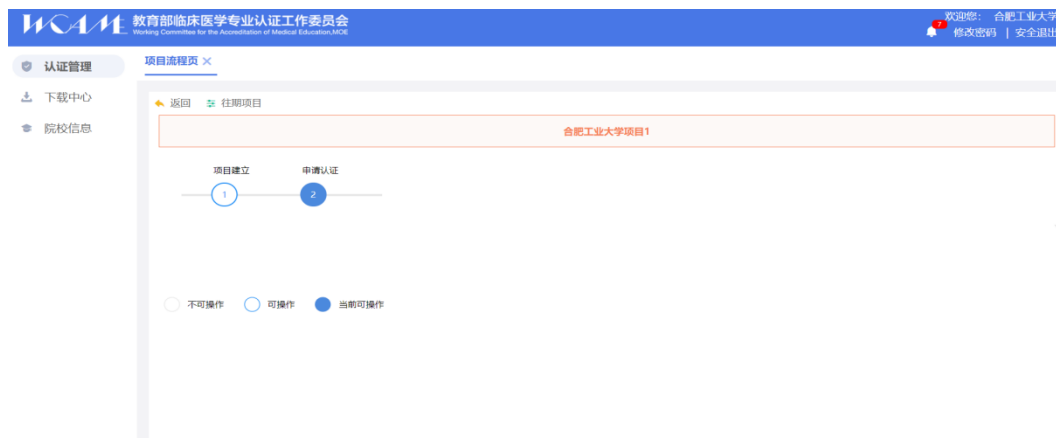 WCAME 教育部临床医学专业认证工作委员会
Working Committee for the Accreditation of Medical Education,MOE
欢迎您： 合肥工业大学
7
修改密码 | 安全退出
认证管理
下载中心
院校信息
项目流程页 ×
返回 往期项目
合肥工业大学项目1
项目建立 申请认证
1 2
不可操作 可操作 当前可操作